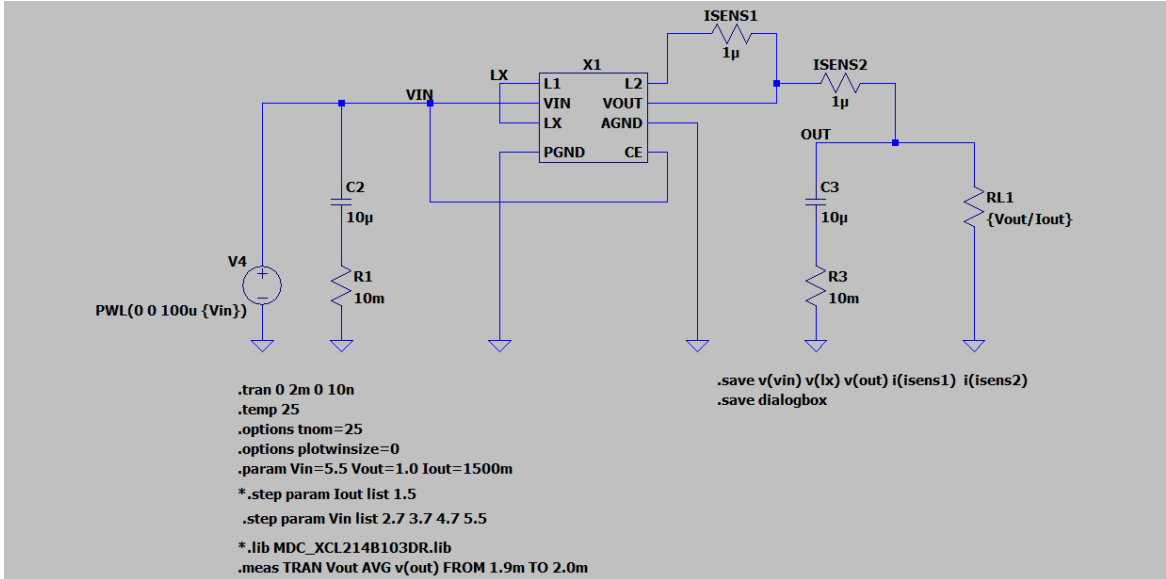 ISENS1
1µ
ISENS2
1µ
X1
LX
L1
L2
VIN
VIN
VOUT
LX
AGND
PGND
CE
OUT
C2
10µ
C3
10µ
RL1
{Vout/Iout}
V4
R1
10m
R3
10m
PWL(0 0 100u {Vin})
.tran 0 2m 0 10n
.temp 25
.options tnom=25
.options plotwinsize=0
.param Vin=5.5 Vout=1.0 Iout=1500m
*.step param Iout list 1.5
.step param Vin list 2.7 3.7 4.7 5.5
*.lib MDC_XCL214B103DR.lib
.meas TRAN Vout AVG v(out) FROM 1.9m TO 2.0m
.save v(vin) v(lx) v(out) i(isens1) i(isens2)
.save dialogbox